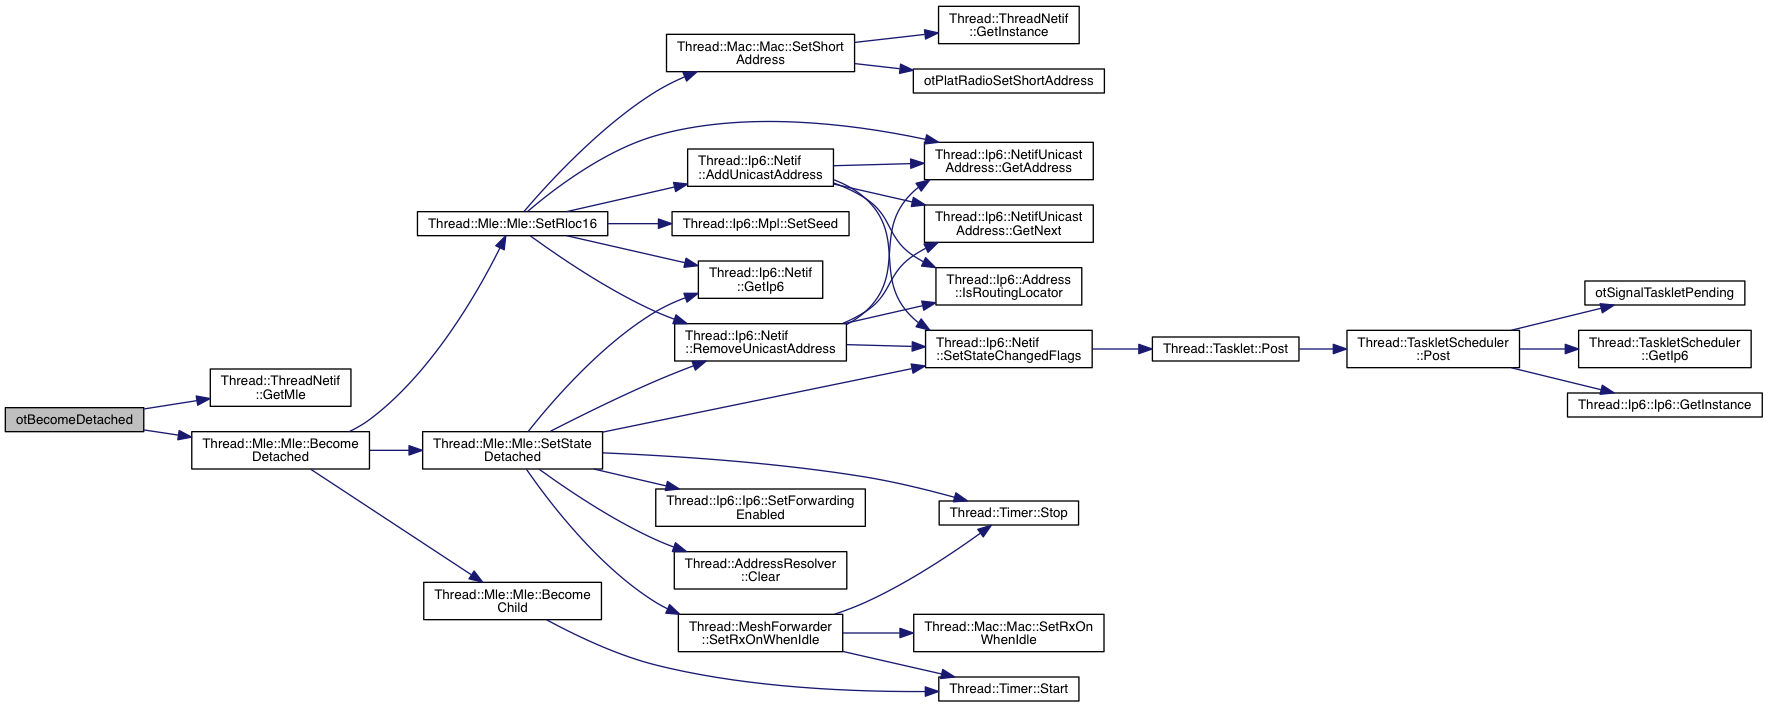 otBecomeDetached
Thread::ThreadNetif
::GetMle
Thread::Mle::Mle::Become
Detached
Thread::Mle::Mle::SetRloc16
Thread::Mle::Mle::SetState
Detached
Thread::Mle::Mle::Become
Child
Thread::Mac::Mac::SetShort
Address
Thread::Ip6::Netif
::AddUnicastAddress
Thread::Ip6::Mpl::SetSeed
Thread::Ip6::Netif
::GetIp6
Thread::Ip6::Netif
::RemoveUnicastAddress
Thread::Ip6::Ip6::SetForwarding
Enabled
Thread::AddressResolver
::Clear
Thread::MeshForwarder
::SetRxOnWhenIdle
Thread::ThreadNetif
::GetInstance
otPlatRadioSetShortAddress
Thread::Ip6::NetifUnicast
Address::GetAddress
Thread::Ip6::NetifUnicast
Address::GetNext
Thread::Ip6::Address
::IsRoutingLocator
Thread::Ip6::Netif
::SetStateChangedFlags
Thread::Timer::Stop
Thread::Mac::Mac::SetRxOn
WhenIdle
Thread::Timer::Start
Thread::Tasklet::Post
Thread::TaskletScheduler
::Post
otSignalTaskletPending
Thread::TaskletScheduler
::GetIp6
Thread::Ip6::Ip6::GetInstance